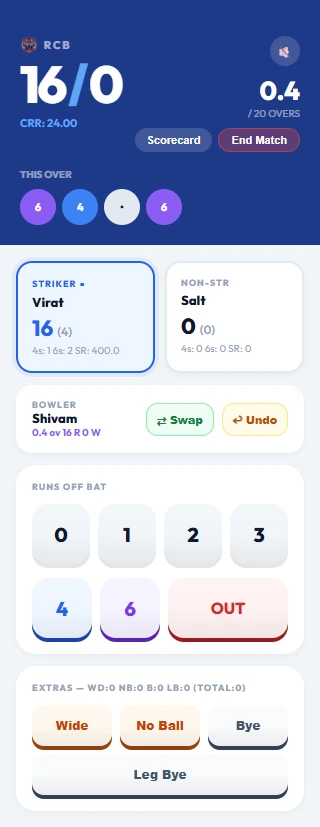 RCB
16/0
0.4
CRR: 24.00
/ 20 OVERS
Scorecard
End Match
THIS OVER
6 4 · 6
STRIKER •
Virat
16 (4)
4s: 1 6s: 2 SR: 400.0
NON-STR
Salt
0 (0)
4s: 0 6s: 0 SR: 0
BOWLER
Shivam
0.4 ov 16 R 0 W
⇄ Swap
↩ Undo
RUNS OFF BAT
0 1 2 3
4 6 OUT
EXTRAS — WD:0 NB:0 B:0 LB:0 (TOTAL:0)
Wide No Ball Bye
Leg Bye